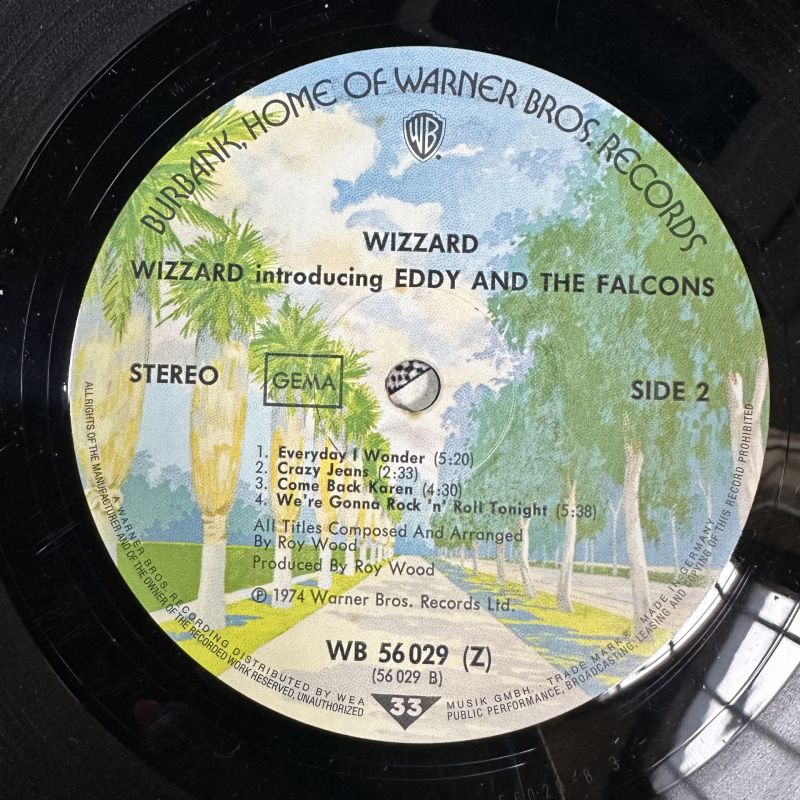 BURBANK, HOME OF WARNER BROS. RECORDS
WB
WIZZARD
WIZZARD introducing EDDY AND THE FALCONS
STEREO
GEMA
SIDE 2
1. Everyday I Wonder (5:20)
2. Crazy Jeans (2:33)
3. Come Back Karen (4:30)
4. We're Gonna Rock 'n' Roll Tonight (5:38)
All Titles Composed And Arranged
By Roy Wood
Produced By Roy Wood
℗ 1974 Warner Bros. Records Ltd.
WB 56 029 (Z)
(56 029 B)
33
A WARNER BROS. RECORDING DISTRIBUTED BY WEA MUSIK GMBH, TRADE MARK® MADE IN GERMANY
ALL RIGHTS OF THE MANUFACTURER AND OF THE OWNER OF THE RECORDED WORK RESERVED, UNAUTHORIZED PUBLIC PERFORMANCE, BROADCASTING, LEASING AND COPYING OF THIS RECORD PROHIBITED